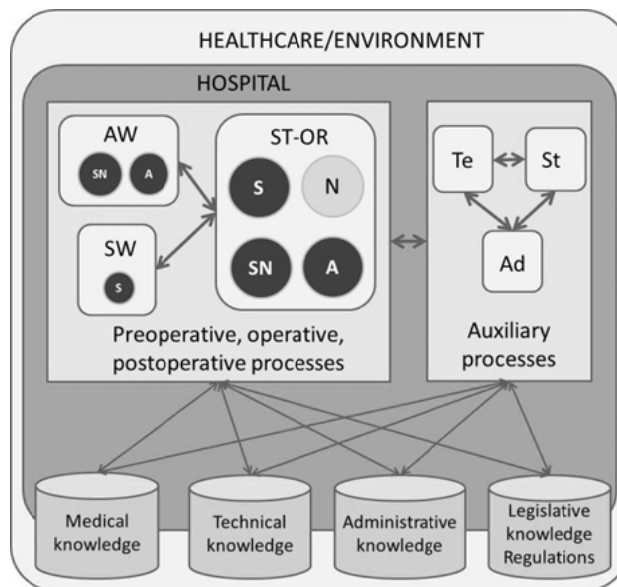 HEALTHCARE/ENVIRONMENT
HOSPITAL
AW
SN A
SW
S
ST-OR
S N
SN A
Preoperative, operative,
postoperative processes
Te St
Ad
Auxiliary
processes
Medical
knowledge
Technical
knowledge
Administrative
knowledge
Legislative
knowledge
Regulations